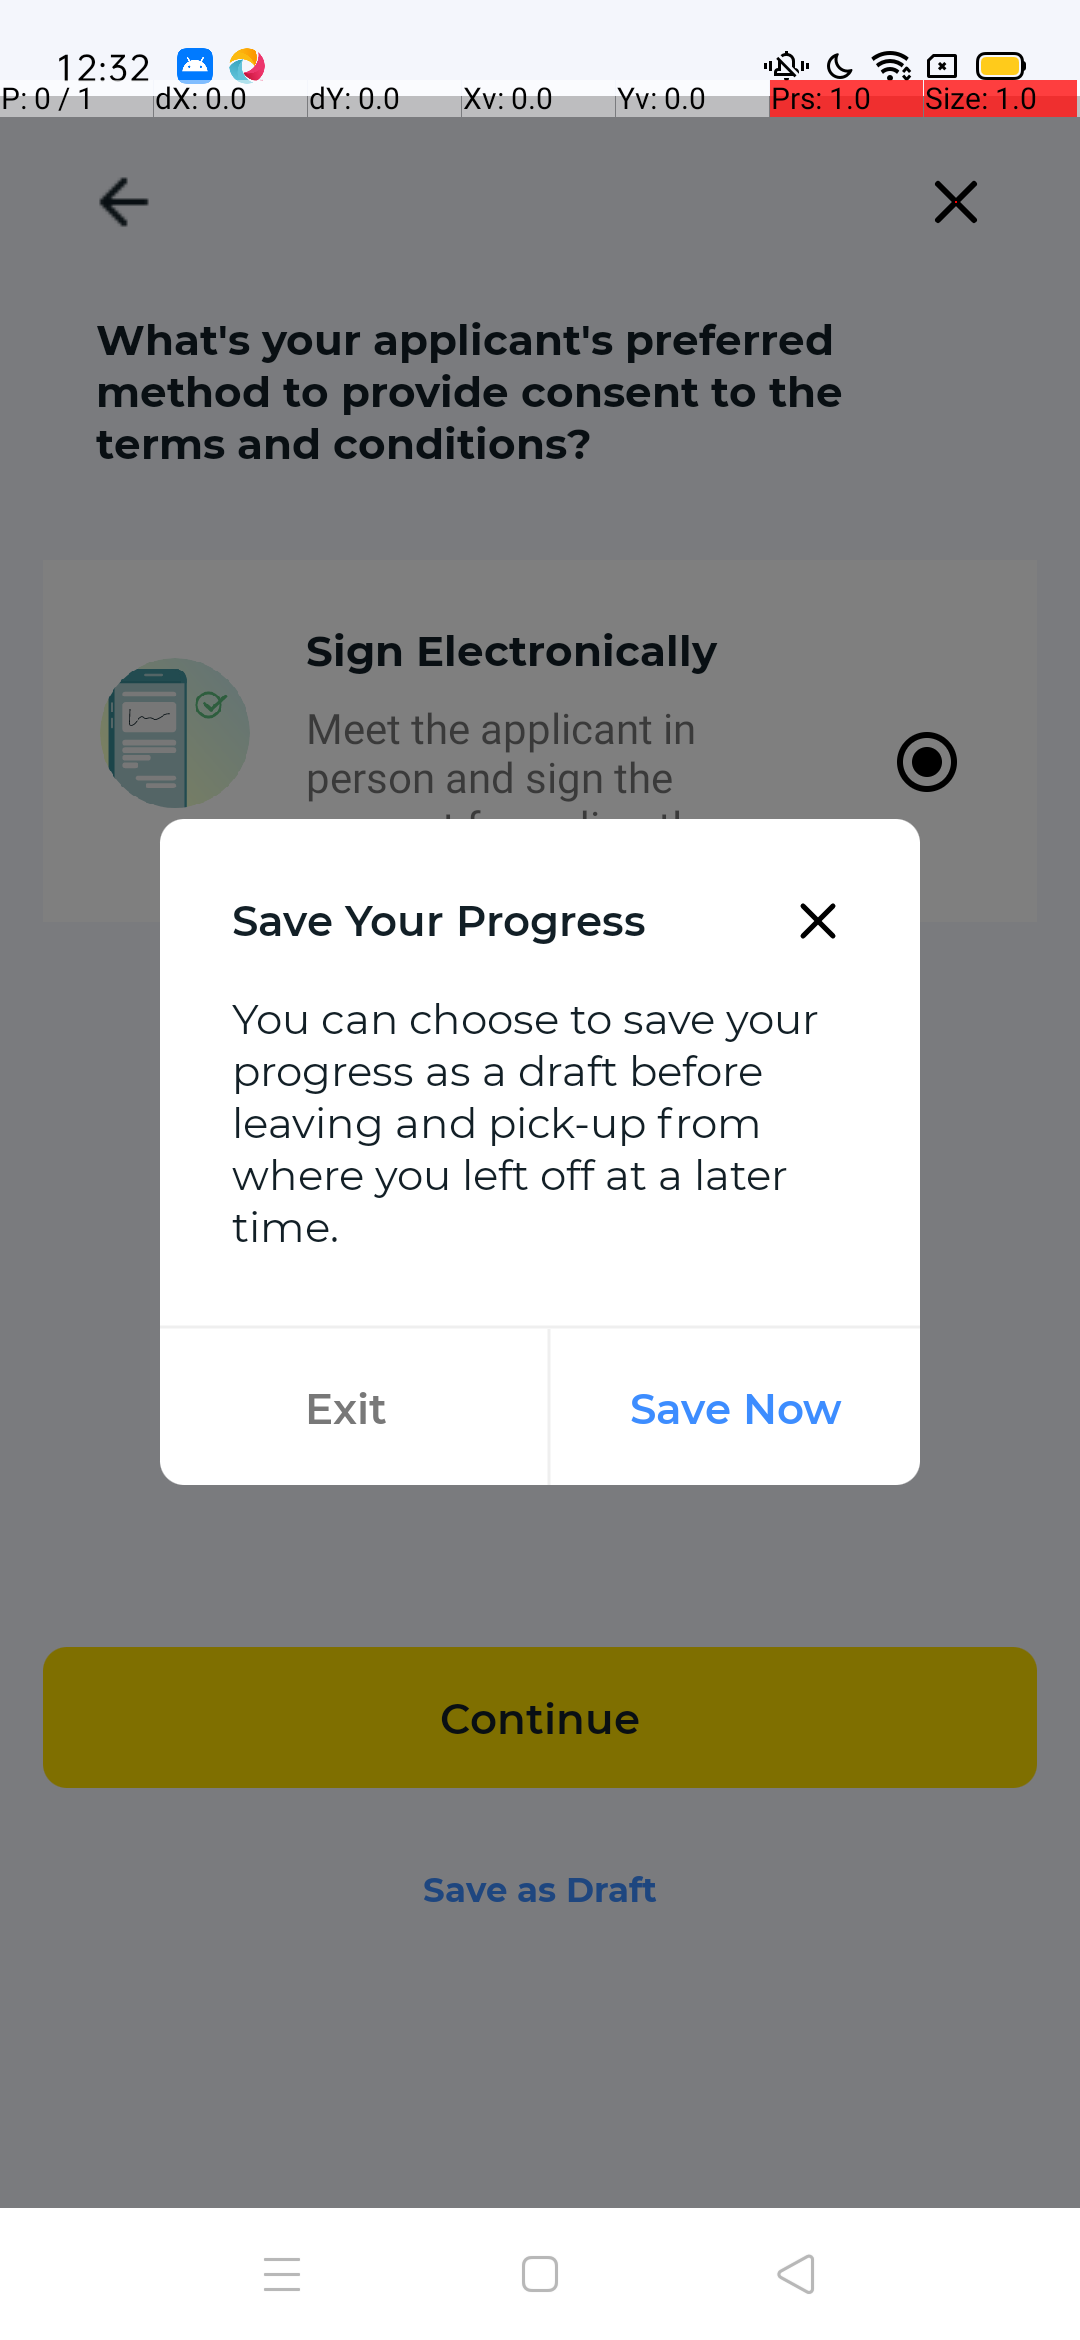 12:32
P: 0 / 1 dX: 0.0 dY: 0.0 Xv: 0.0 Yv: 0.0 Prs: 1.0 Size: 1.0
What's your applicant's preferred
method to provide consent to the
terms and conditions?
Sign Electronically
Meet the applicant in
person and sign the
Save Your Progress
You can choose to save your
progress as a draft before
leaving and pick-up from
where you left off at a later
time.
Exit Save Now
Continue
Save as Draft